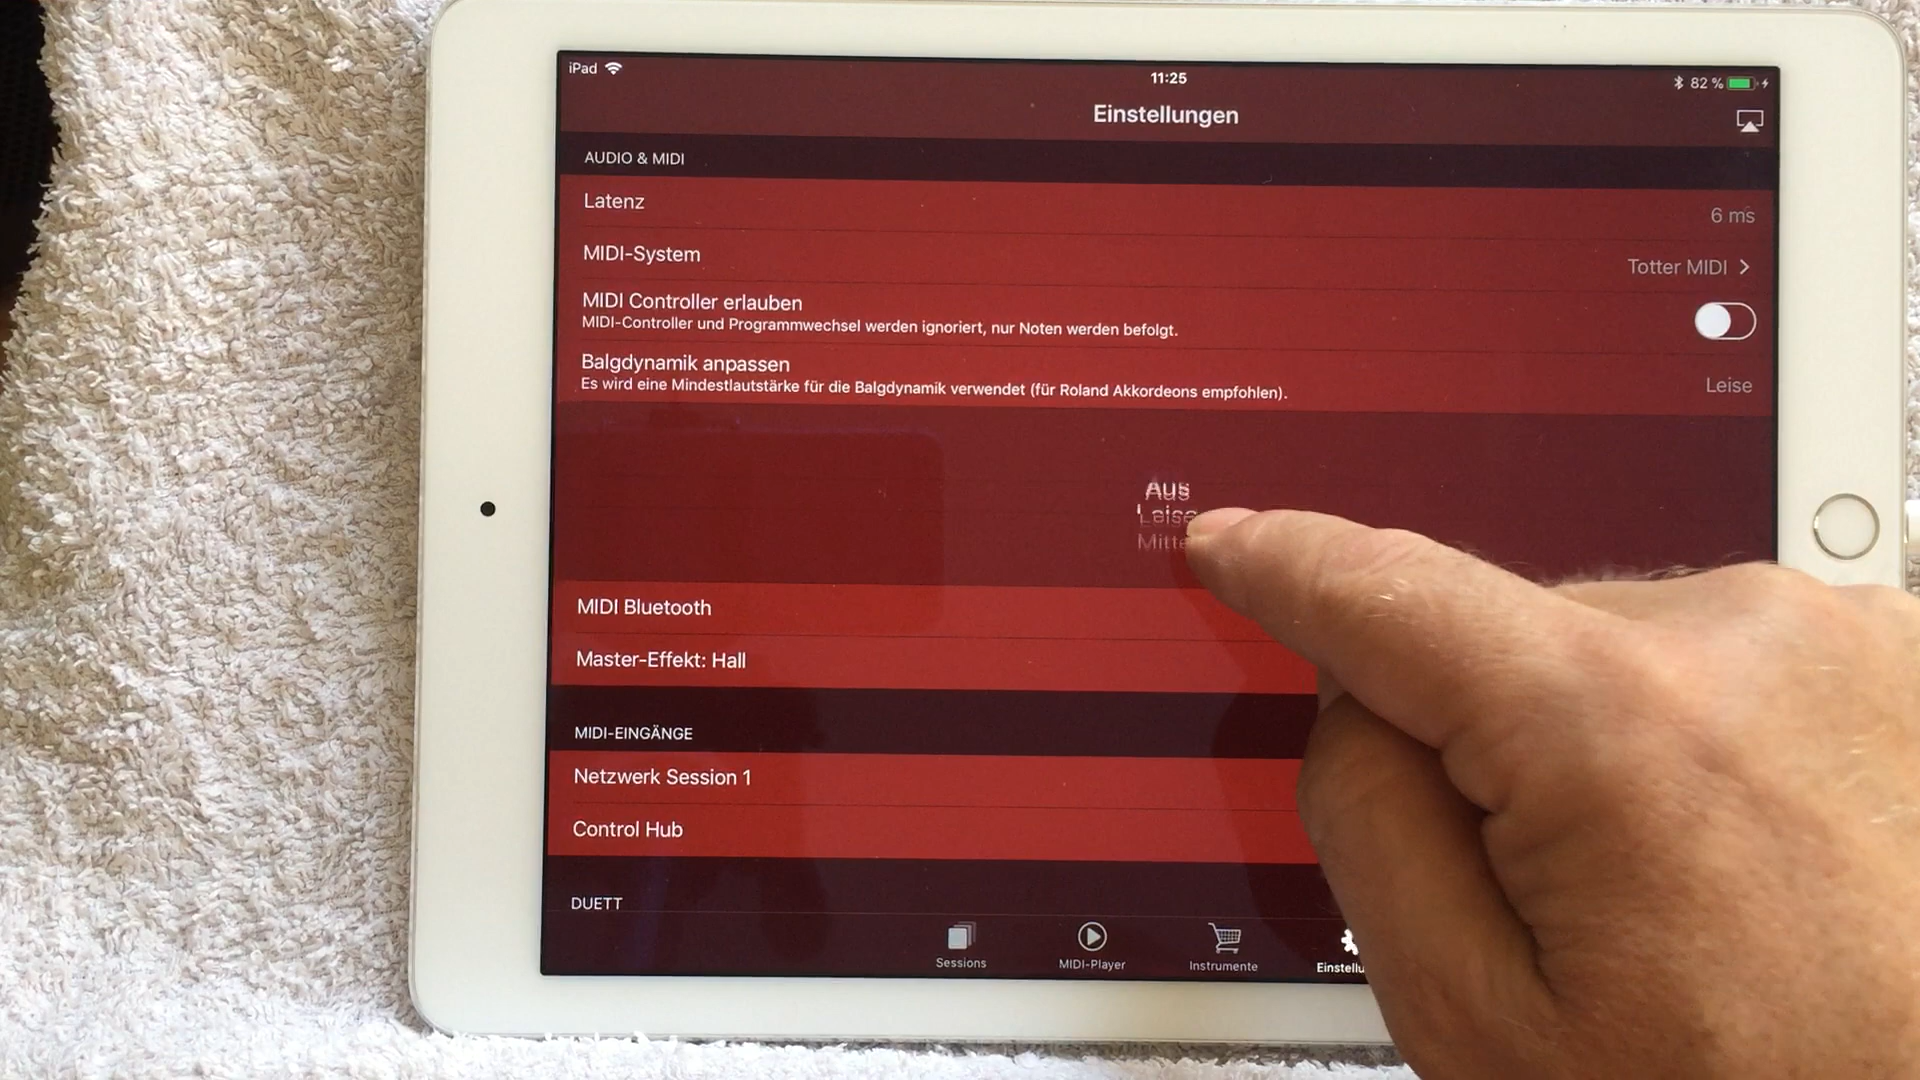 iPad
11:25
82 %
Einstellungen
AUDIO & MIDI
Latenz
6 ms
MIDI-System
Totter MIDI
MIDI Controller erlauben
MIDI-Controller und Programmwechsel werden ignoriert, nur Noten werden befolgt.
Balgdynamik anpassen
Es wird eine Mindestlautstärke für die Balgdynamik verwendet (für Roland Akkordeons empfohlen).
Leise
Aus
Leise
Mitte
MIDI Bluetooth
Master-Effekt: Hall
MIDI-EINGÄNGE
Netzwerk Session 1
Control Hub
DUETT
Sessions
MIDI-Player
Instrumente
Einstellu